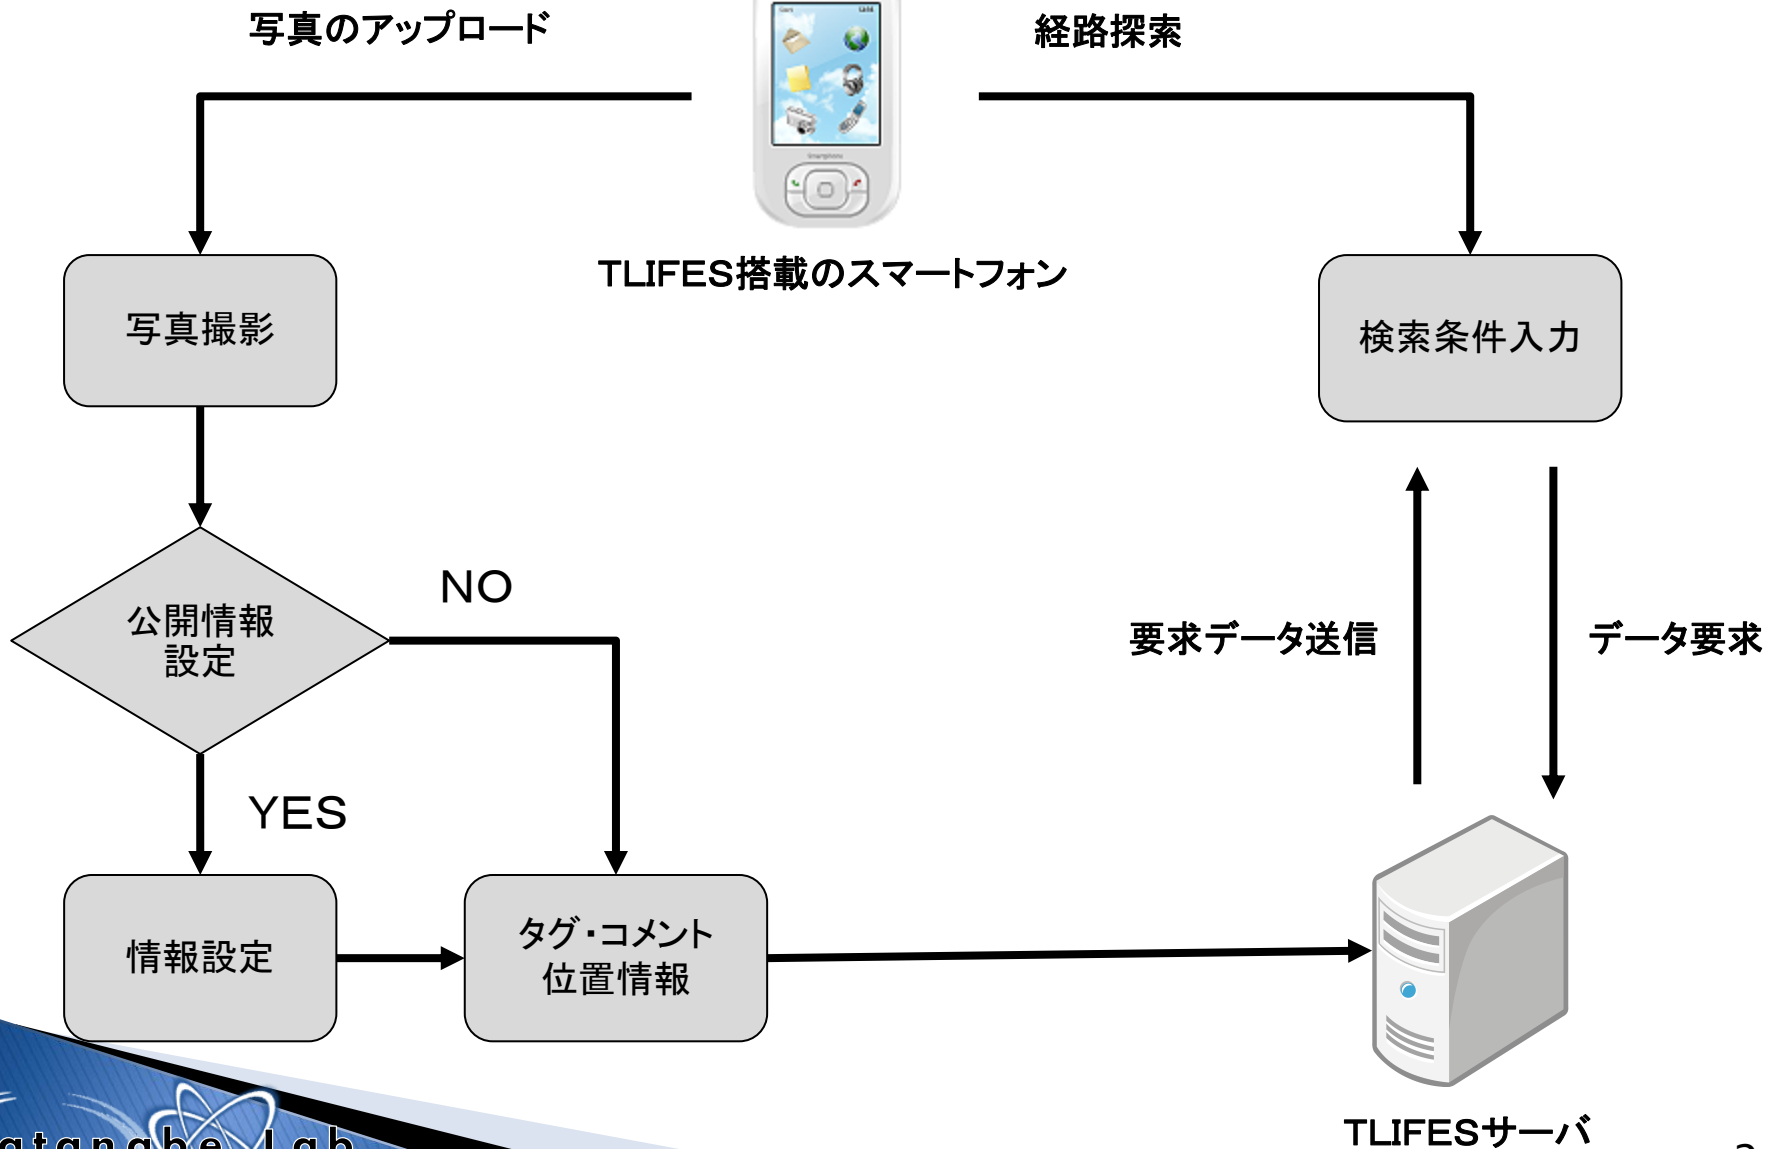 写真のアップロード
経路探索
TLIFES搭載のスマートフォン
写真撮影
検索条件入力
公開情報
設定
NO
YES
要求データ送信
データ要求
情報設定
タグ・コメント
位置情報
TLIFESサーバ
atanabe Lab